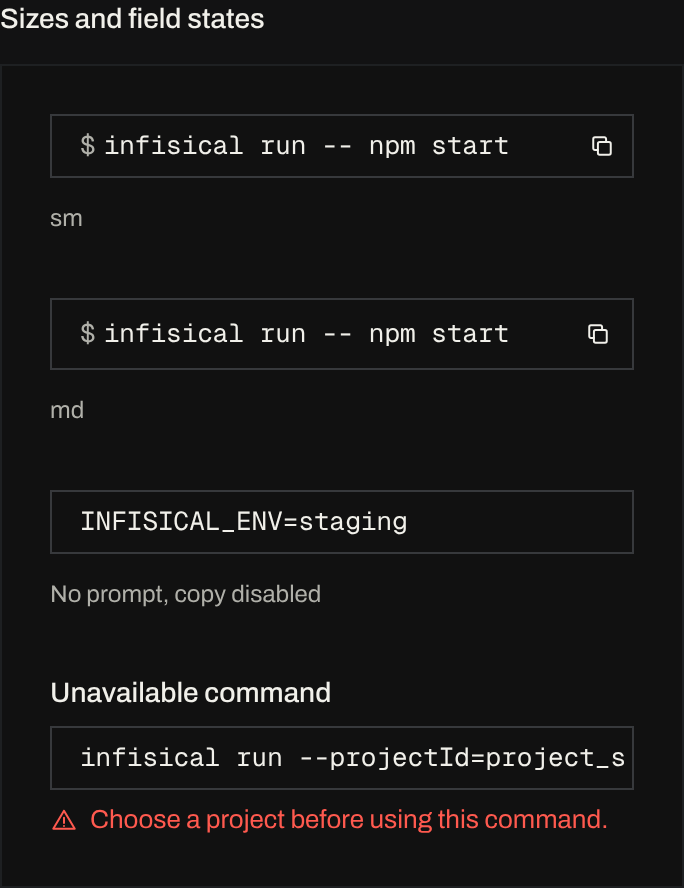 Sizes and field states
$ infisical run -- npm start
sm
$ infisical run -- npm start
md
INFISICAL_ENV=staging
No prompt, copy disabled
Unavailable command
infisical run --projectId=project_s
Choose a project before using this command.